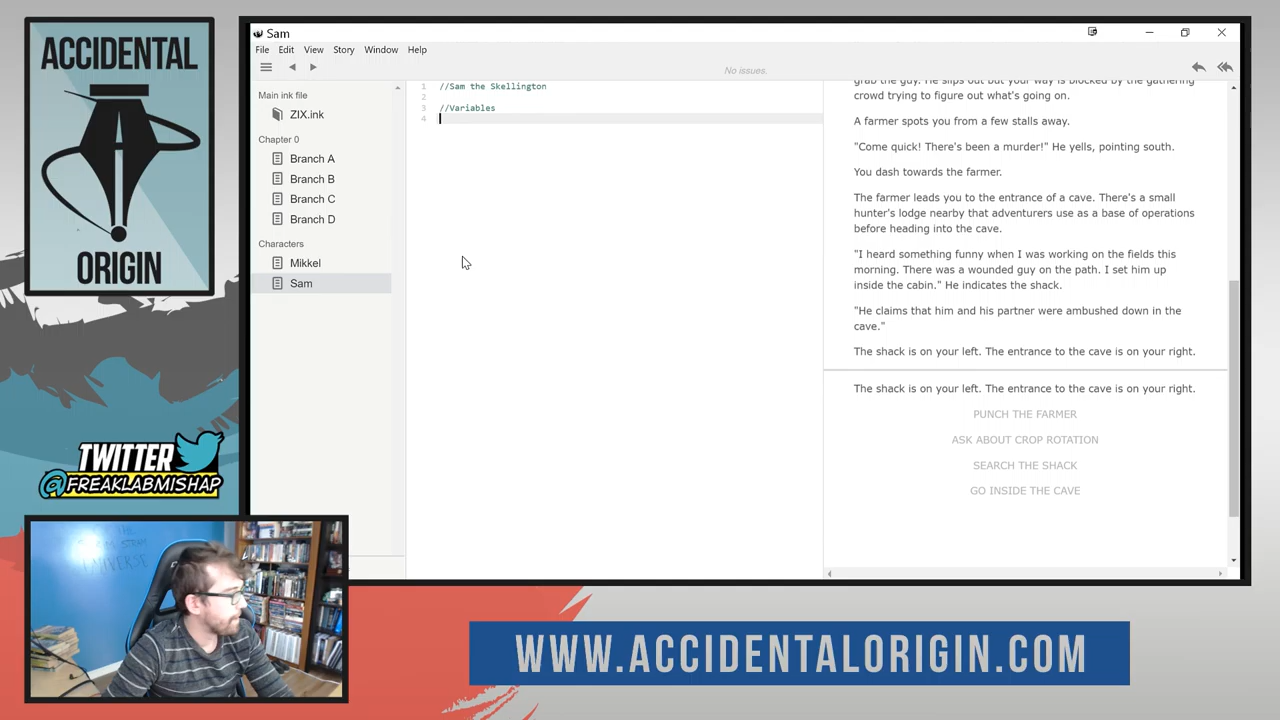 ACCIDENTAL
ORIGIN
TWITTER
@FREAKLABMISHAP
Sam
File Edit View Story Window Help
No issues.
Main ink file
ZIX.ink
Chapter 0
Branch A
Branch B
Branch C
Branch D
Characters
Mikkel
Sam
1 //Sam the Skellington
2
3 //Variables
4
grab the guy. He slips out but your way is blocked by the gathering
crowd trying to figure out what's going on.
A farmer spots you from a few stalls away.
"Come quick! There's been a murder!" He yells, pointing south.
You dash towards the farmer.
The farmer leads you to the entrance of a cave. There's a small
hunter's lodge nearby that adventurers use as a base of operations
before heading into the cave.
"I heard something funny when I was working on the fields this
morning. There was a wounded guy on the path. I set him up
inside the cabin." He indicates the shack.
"He claims that him and his partner were ambushed down in the
cave."
The shack is on your left. The entrance to the cave is on your right.
The shack is on your left. The entrance to the cave is on your right.
PUNCH THE FARMER
ASK ABOUT CROP ROTATION
SEARCH THE SHACK
GO INSIDE THE CAVE
UNIVERSE
WWW.ACCIDENTALORIGIN.COM